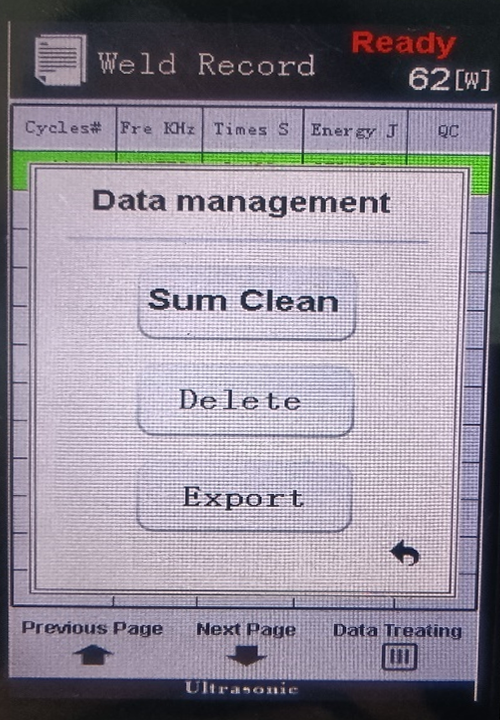 Weld Record
Ready
62[W]
Cycles# Fre KHz Times S Energy J QC
Data management
Sum Clean
Delete
Export
Previous Page Next Page Data Treating
Ultrasonic